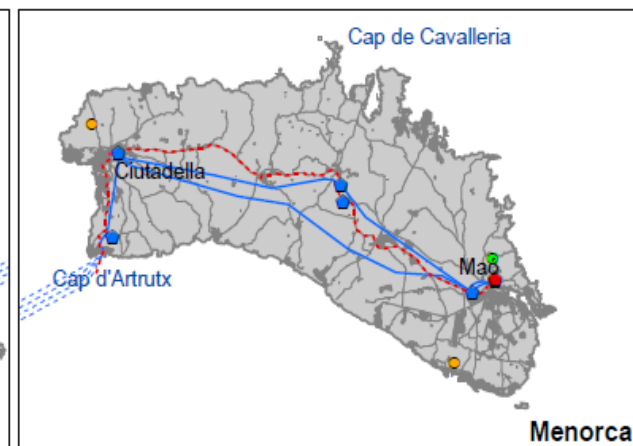 Cap de Cavalleria
Ciutadella
Cap d'Artrutx
Maó
Menorca